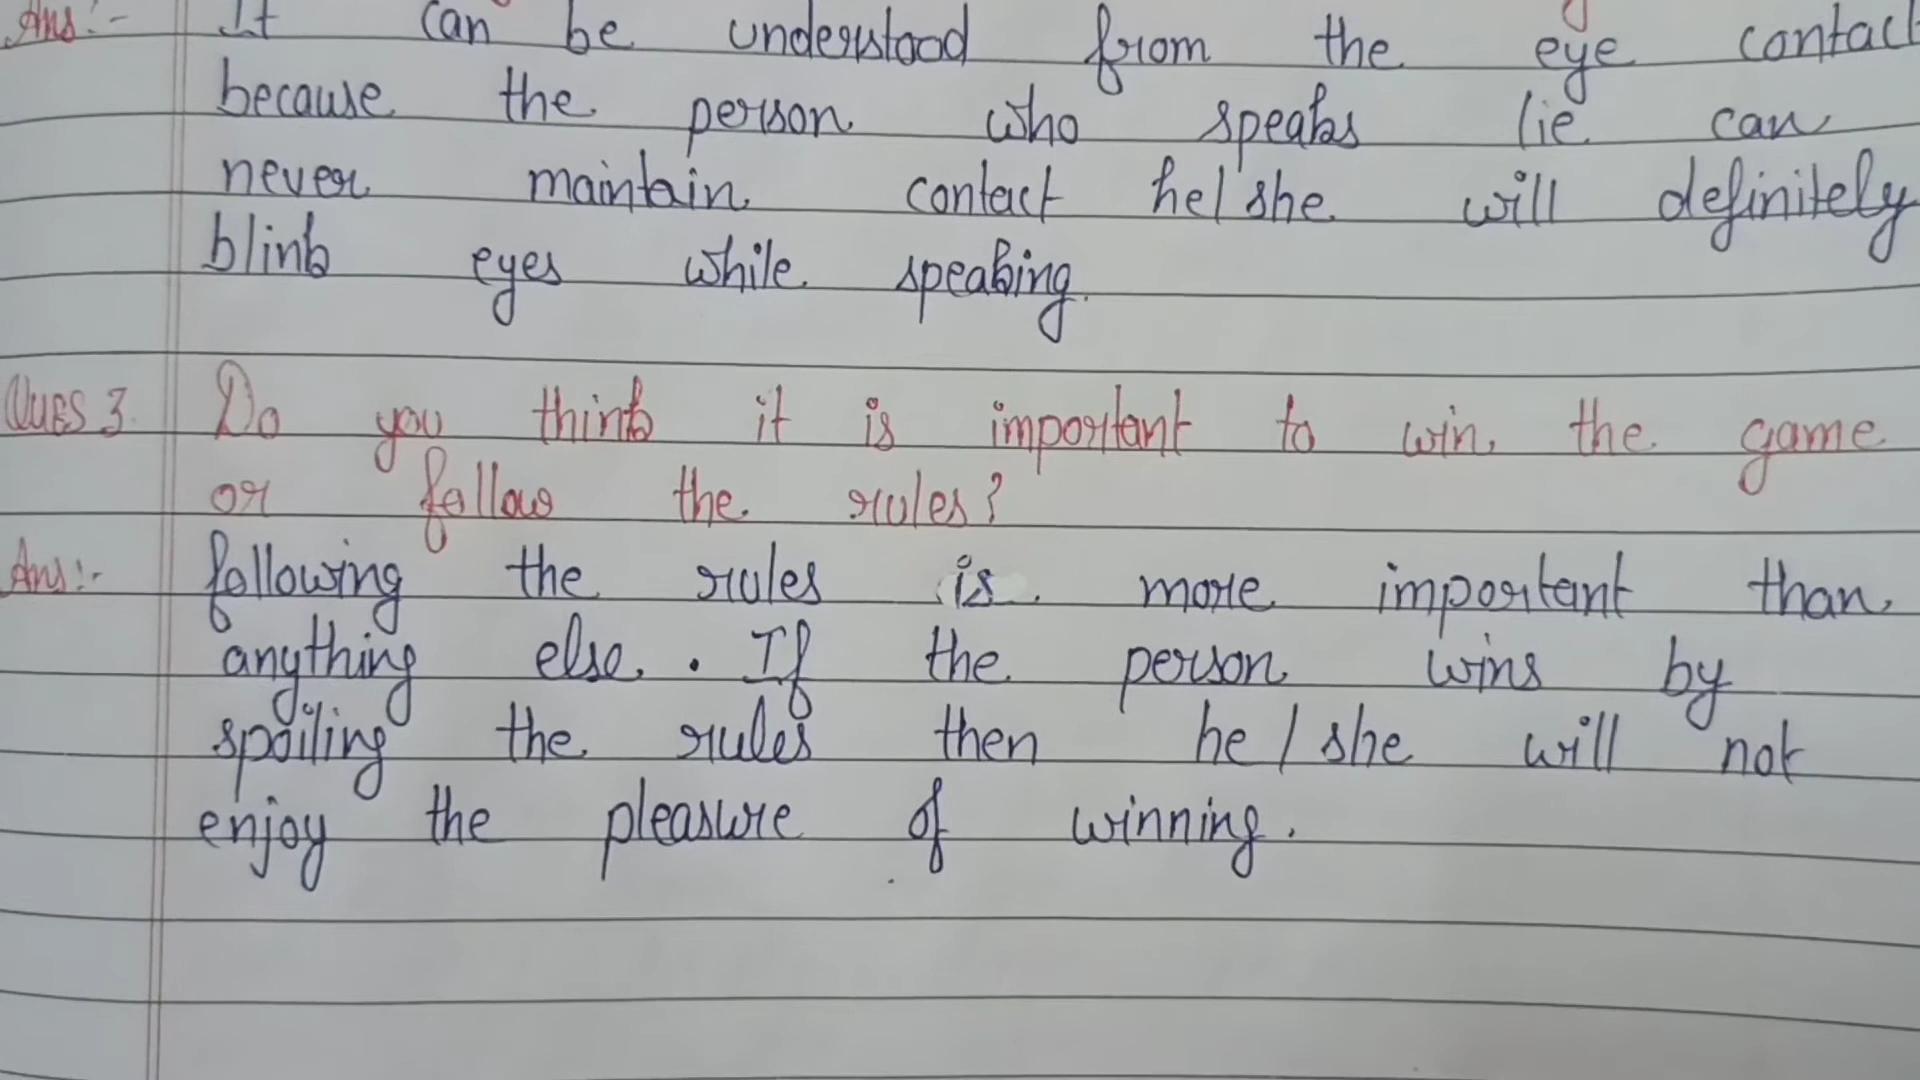 Ans:- It can be understood from the eye contact
because the person who speaks lie can
never maintain contact he/she will definitely
blink eyes while speaking.
Ques 3. Do you think it is important to win the game
or follow the rules?
Ans:- following the rules is more important than
anything else. If the person wins by
spoiling the rules then he/she will not
enjoy the pleasure of winning.